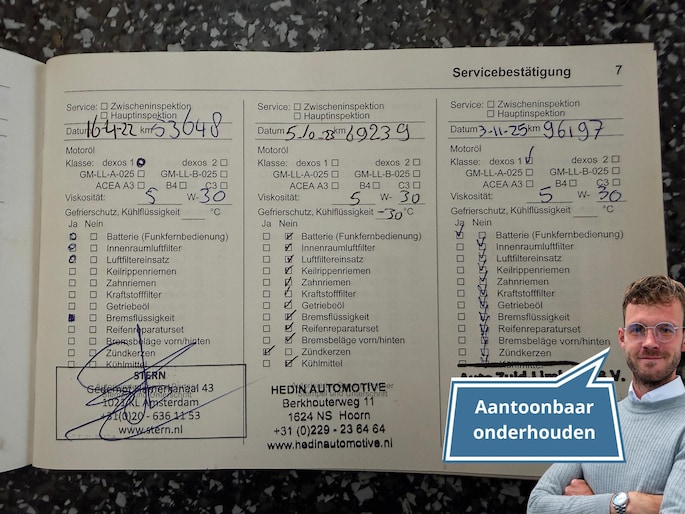 Servicebestätigung 7
Service: Zwischeninspektion
Hauptinspektion
Datum 16-4-22 km 53648
Motoröl
Klasse: dexos 1 dexos 2
GM-LL-A-025 GM-LL-B-025
ACEA A3 B4 C3
Viskosität: 5 W- 30
Gefrierschutz, Kühlflüssigkeit °C
Ja Nein
Batterie (Funkfernbedienung)
Innenraumluftfilter
Luftfiltereinsatz
Keilrippenriemen
Zahnriemen
Kraftstofffilter
Getriebeöl
Bremsflüssigkeit
Reifenreparaturset
Bremsbeläge vorn/hinten
Zündkerzen
Kühlmittel
STERN
43
1021 KL Amsterdam
+31(0)20 - 636 11 53
www.stern.nl
Service: Zwischeninspektion
Hauptinspektion
Datum 5-10-23 km 69239
Motoröl
Klasse: dexos 1 dexos 2
GM-LL-A-025 GM-LL-B-025
ACEA A3 B4 C3
Viskosität: 5 W- 30
Gefrierschutz, Kühlflüssigkeit -30 °C
Ja Nein
Batterie (Funkfernbedienung)
Innenraumluftfilter
Luftfiltereinsatz
Keilrippenriemen
Zahnriemen
Kraftstofffilter
Getriebeöl
Bremsflüssigkeit
Reifenreparaturset
Bremsbeläge vorn/hinten
Zündkerzen
Kühlmittel
HEDIN AUTOMOTIVE
Berkhouterweg 11
1624 NS Hoorn
+31 (0)229 - 23 64 64
www.hedinautomotive.nl
Service: Zwischeninspektion
Hauptinspektion
Datum 3-11-25 km 96197
Motoröl
Klasse: dexos 1 dexos 2
GM-LL-A-025 GM-LL-B-025
ACEA A3 B4 C3
Viskosität: 5 W- 30
Gefrierschutz, Kühlflüssigkeit °C
Ja Nein
Batterie (Funkfernbedienung)
Innenraumluftfilter
Luftfiltereinsatz
Keilrippenriemen
Zahnriemen
Kraftstofffilter
Getriebeöl
Bremsflüssigkeit
Reifenreparaturset
Bremsbeläge vorn/hinten
Zündkerzen
Aantoonbaar
onderhouden